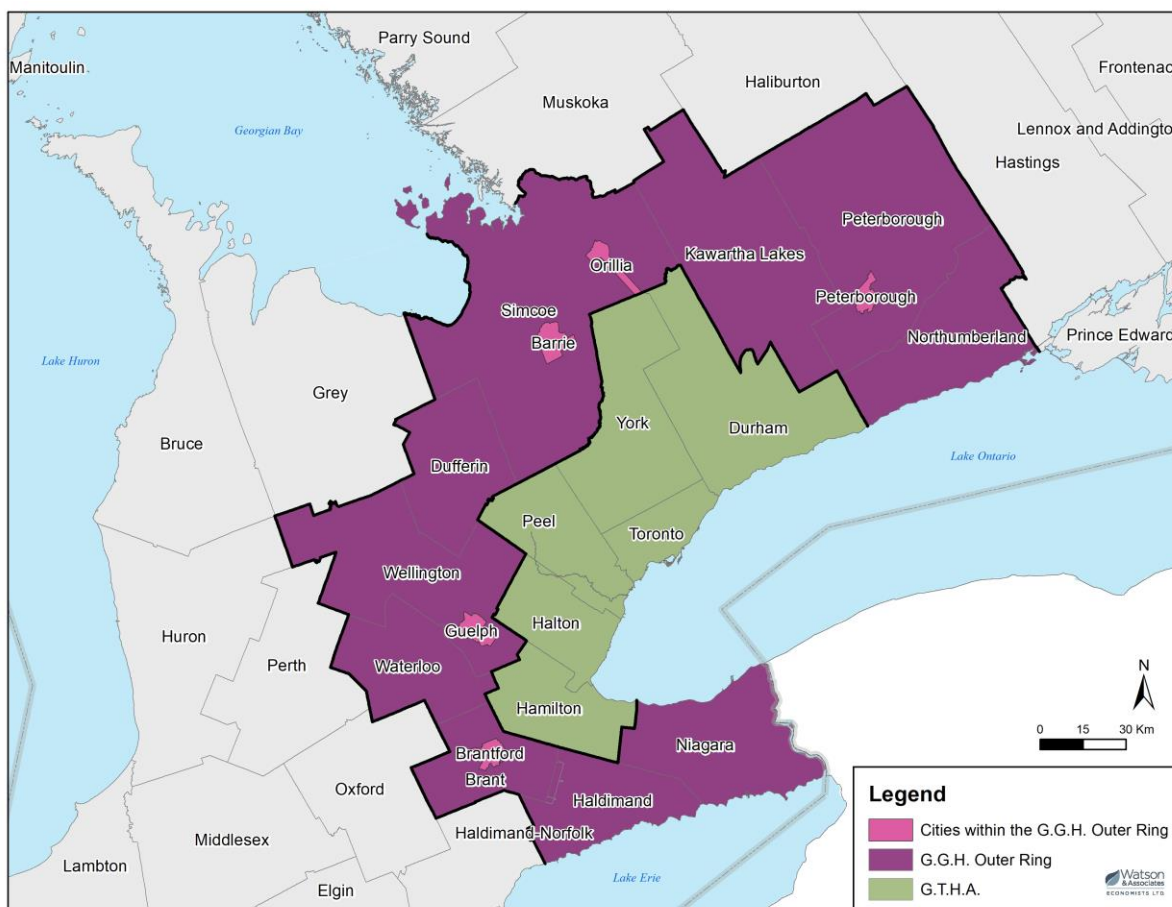 Parry Sound
Manitoulin
Haliburton
Frontenac
Muskoka
Georgian Bay
Lennox and Addington
Hastings
Peterborough
Kawartha Lakes
Orillia
Peterborough
Simcoe
Northumberland
Prince Edward
Barrie
Lake Huron
Grey
York
Durham
Bruce
Lake Ontario
Dufferin
Peel
Toronto
Wellington
Halton
Guelph
Huron
Perth
Waterloo
N
Hamilton
0 15 30 Km
Niagara
Brantford
Brant
Oxford
Haldimand
Haldimand-Norfolk
Middlesex
Lambton
Elgin
Lake Erie
Legend
Cities within the G.G.H. Outer Ring
G.G.H. Outer Ring
G.T.H.A.
Watson
& Associates
ECONOMISTS LTD.